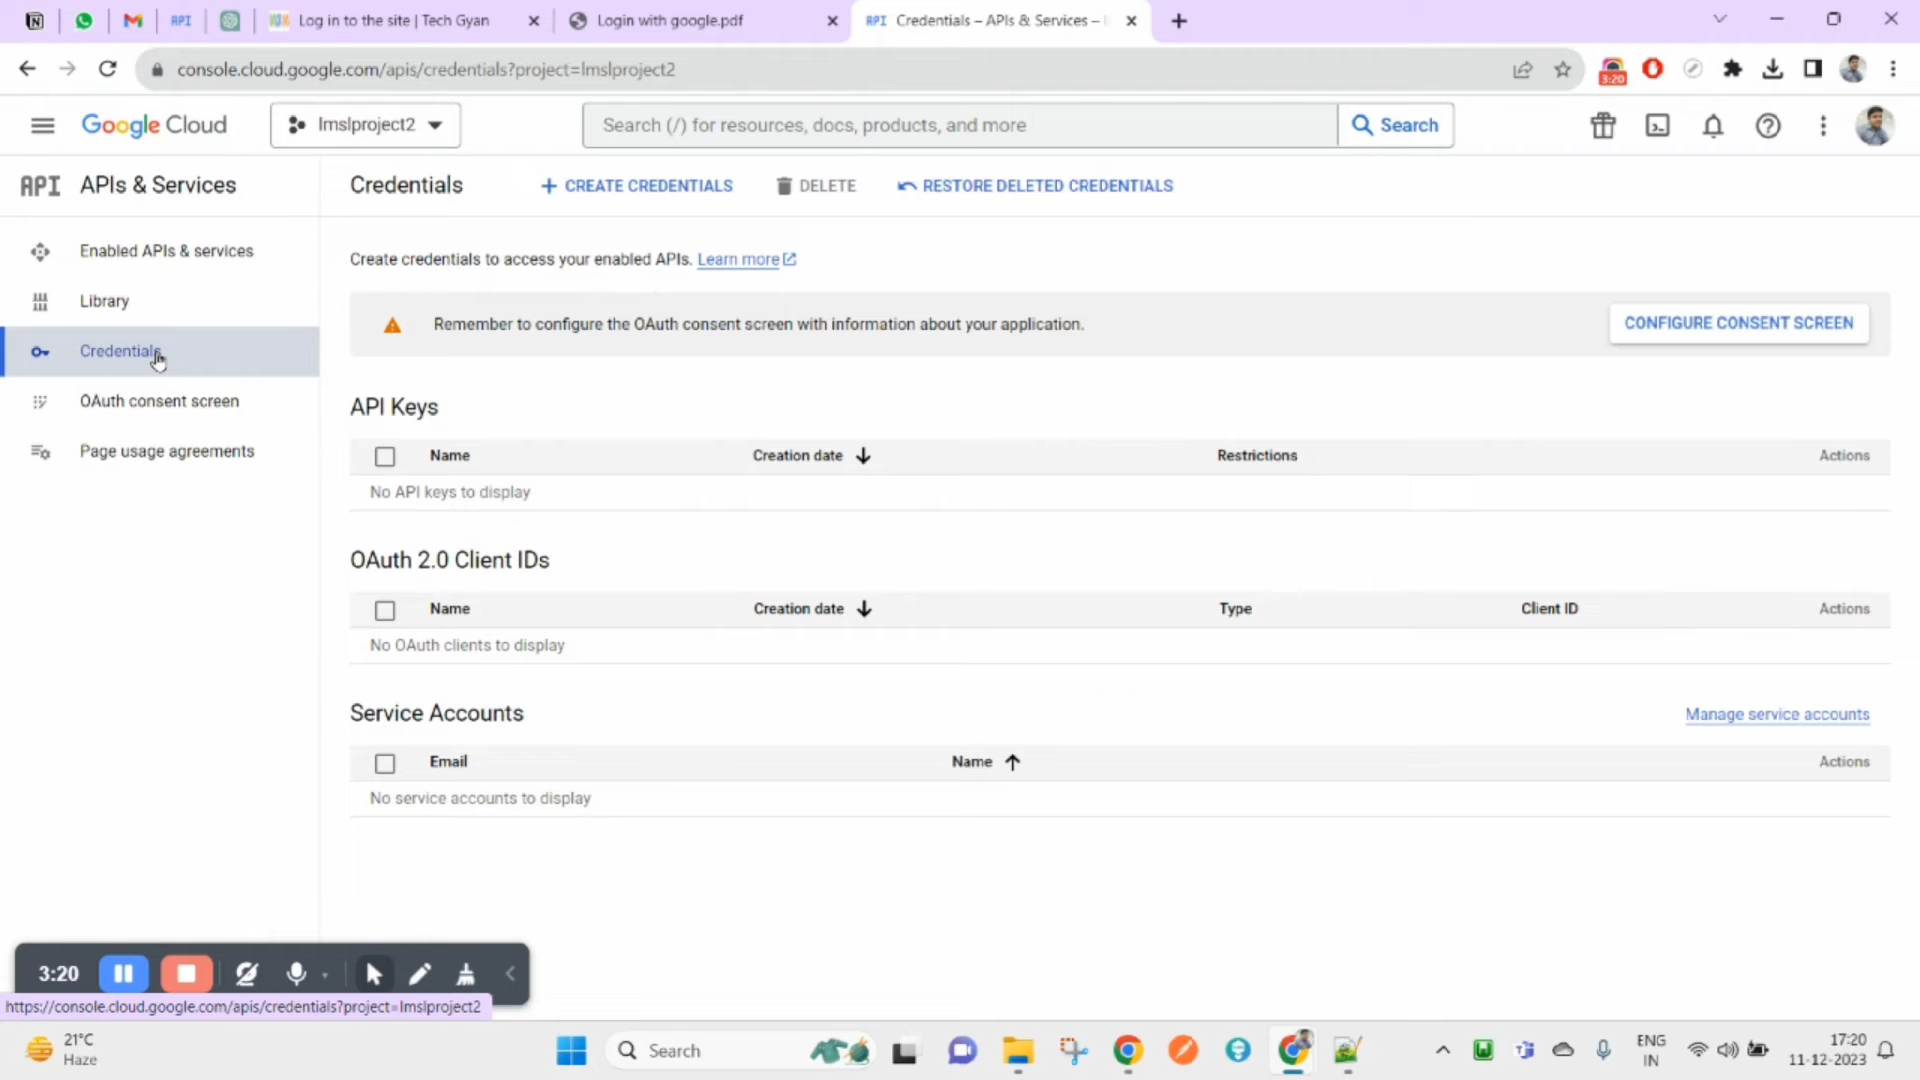 API
Log in to the site | Tech Gyan
Login with google.pdf
API Credentials – APIs & Services –
console.cloud.google.com/apis/credentials?project=lmslproject2
3:20
Google Cloud
lmslproject2
Search (/) for resources, docs, products, and more
Search
API APIs & Services
Credentials
CREATE CREDENTIALS
DELETE
RESTORE DELETED CREDENTIALS
Enabled APIs & services
Library
Credentials
OAuth consent screen
Page usage agreements
Create credentials to access your enabled APIs. Learn more
Remember to configure the OAuth consent screen with information about your application.
CONFIGURE CONSENT SCREEN
API Keys
Name Creation date Restrictions Actions
No API keys to display
OAuth 2.0 Client IDs
Name Creation date Type Client ID Actions
No OAuth clients to display
Service Accounts
Manage service accounts
Email Name Actions
No service accounts to display
3:20
https://console.cloud.google.com/apis/credentials?project=lmslproject2
21°C
Haze
Search
ENG
IN
17:20
11-12-2023